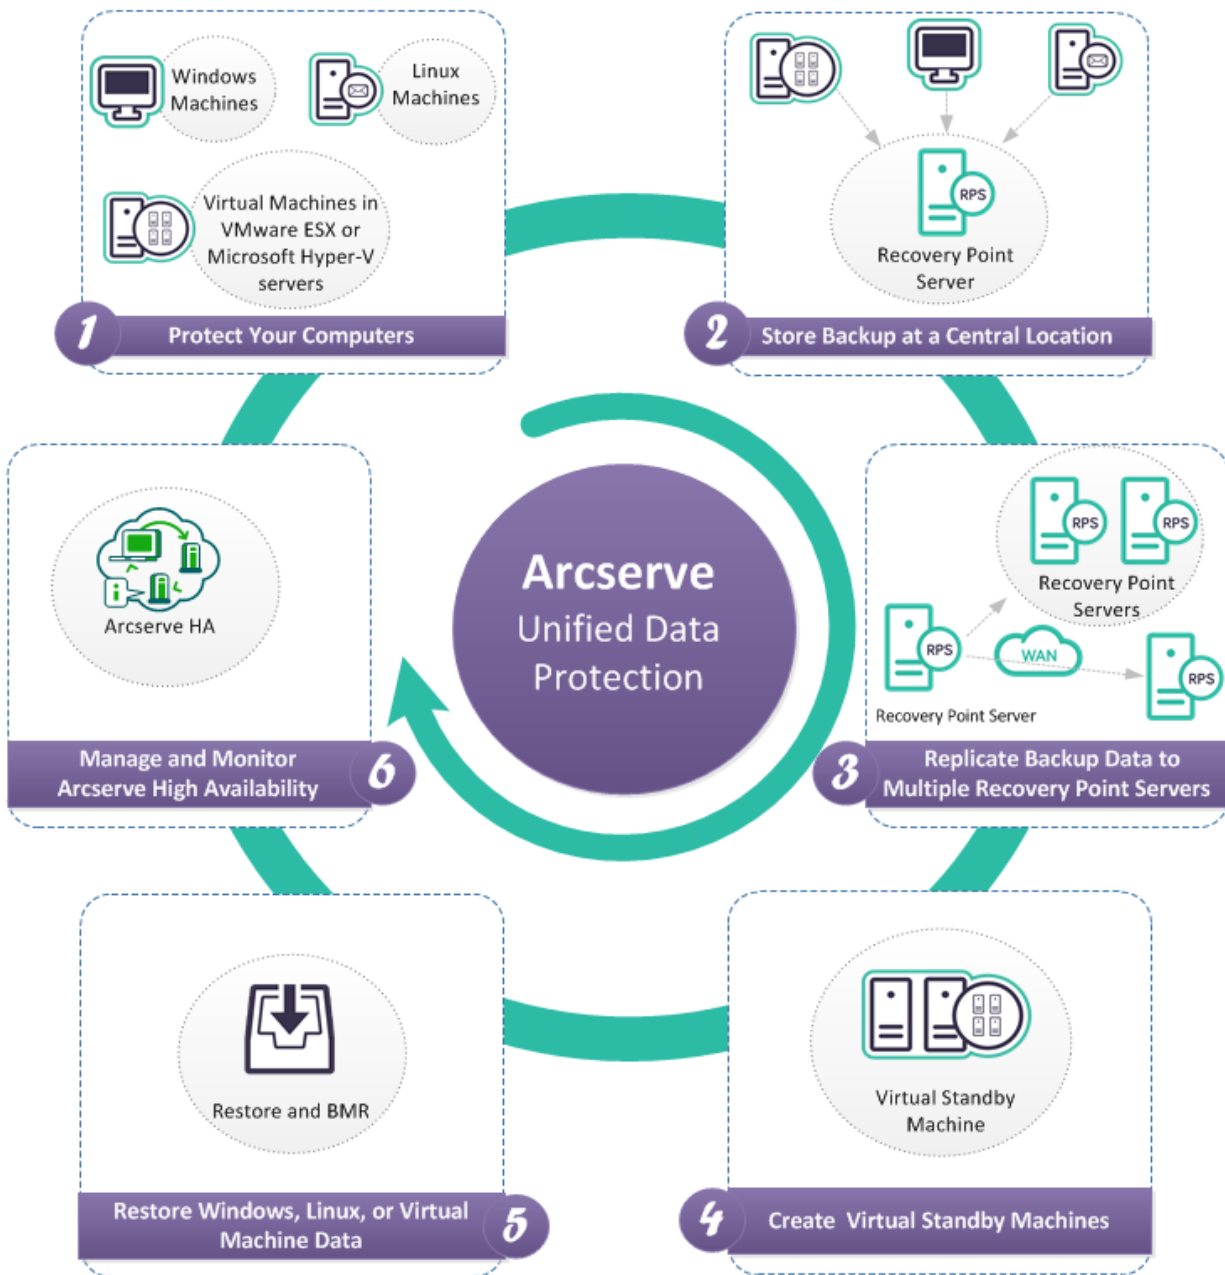 Windows
Machines
Linux
Machines
Virtual Machines in
VMware ESX or
Microsoft Hyper-V
servers
1
Protect Your Computers
RPS
Recovery Point
Server
2
Store Backup at a Central Location
RPS
RPS
Recovery Point
Servers
RPS
WAN
RPS
Recovery Point Server
3
Replicate Backup Data to
Multiple Recovery Point Servers
Virtual Standby
Machine
4
Create Virtual Standby Machines
Restore and BMR
Restore Windows, Linux, or Virtual
Machine Data
5
i
Arcserve HA
Manage and Monitor
Arcserve High Availability
6
Arcserve
Unified Data
Protection